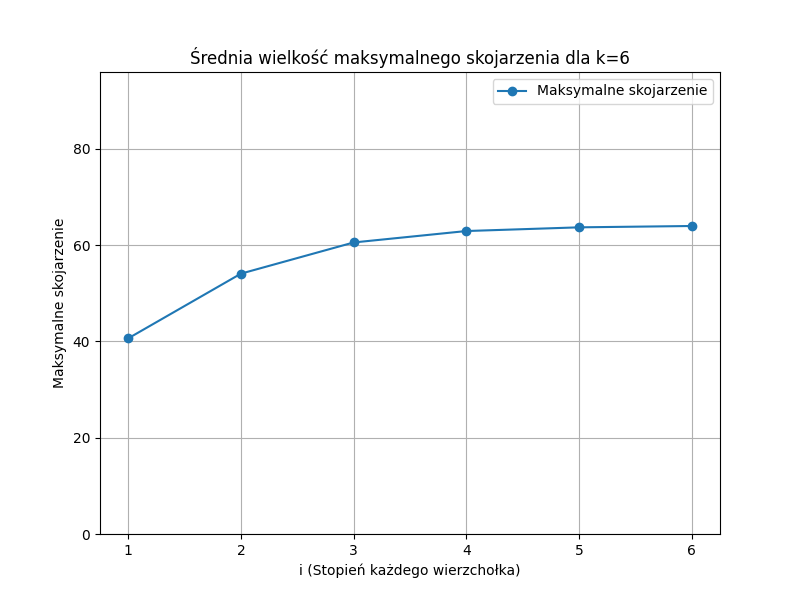 Średnia wielkość maksymalnego skojarzenia dla k=6
Maksymalne skojarzenie
Maksymalne skojarzenie
80
60
40
20
0
1 2 3 4 5 6
i (Stopień każdego wierzchołka)